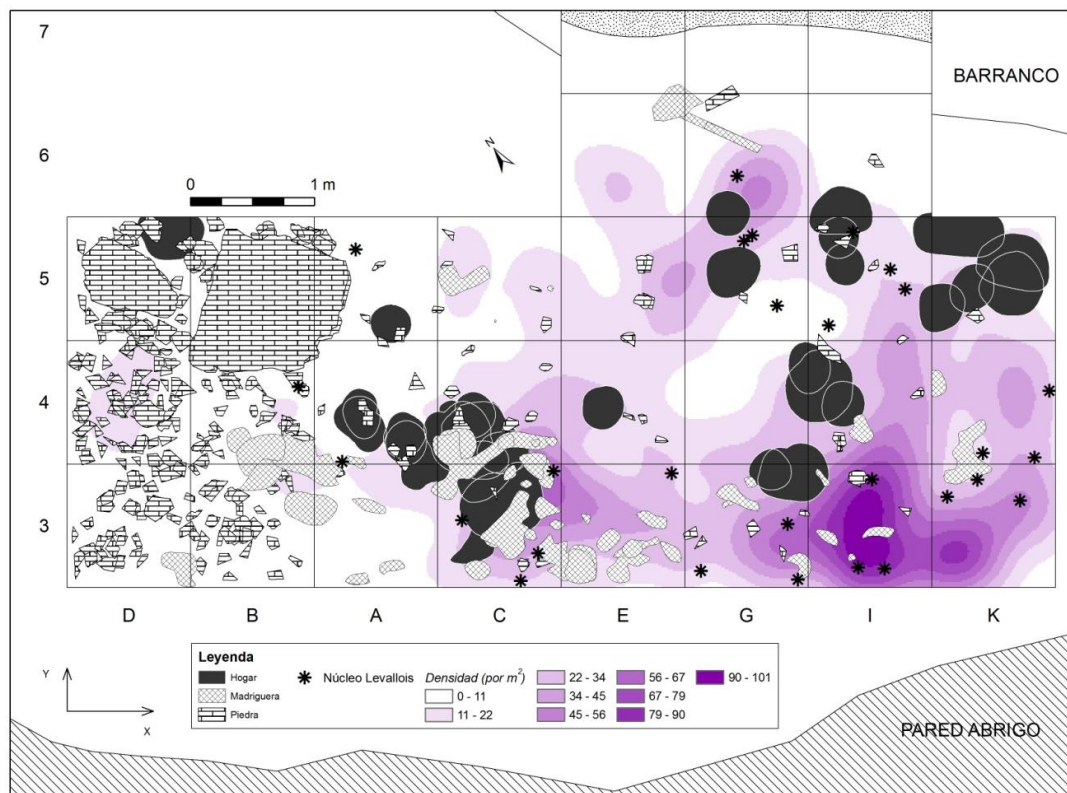 7
BARRANCO
6
N
0 1 m
5
4
3
D B A C E G I K
Leyenda
Hogar
Madriguera
Piedra
Núcleo Levallois
Densidad (por m²)
0 - 11
11 - 22
22 - 34
34 - 45
45 - 56
56 - 67
67 - 79
79 - 90
90 - 101
Y
X
PARED ABRIGO